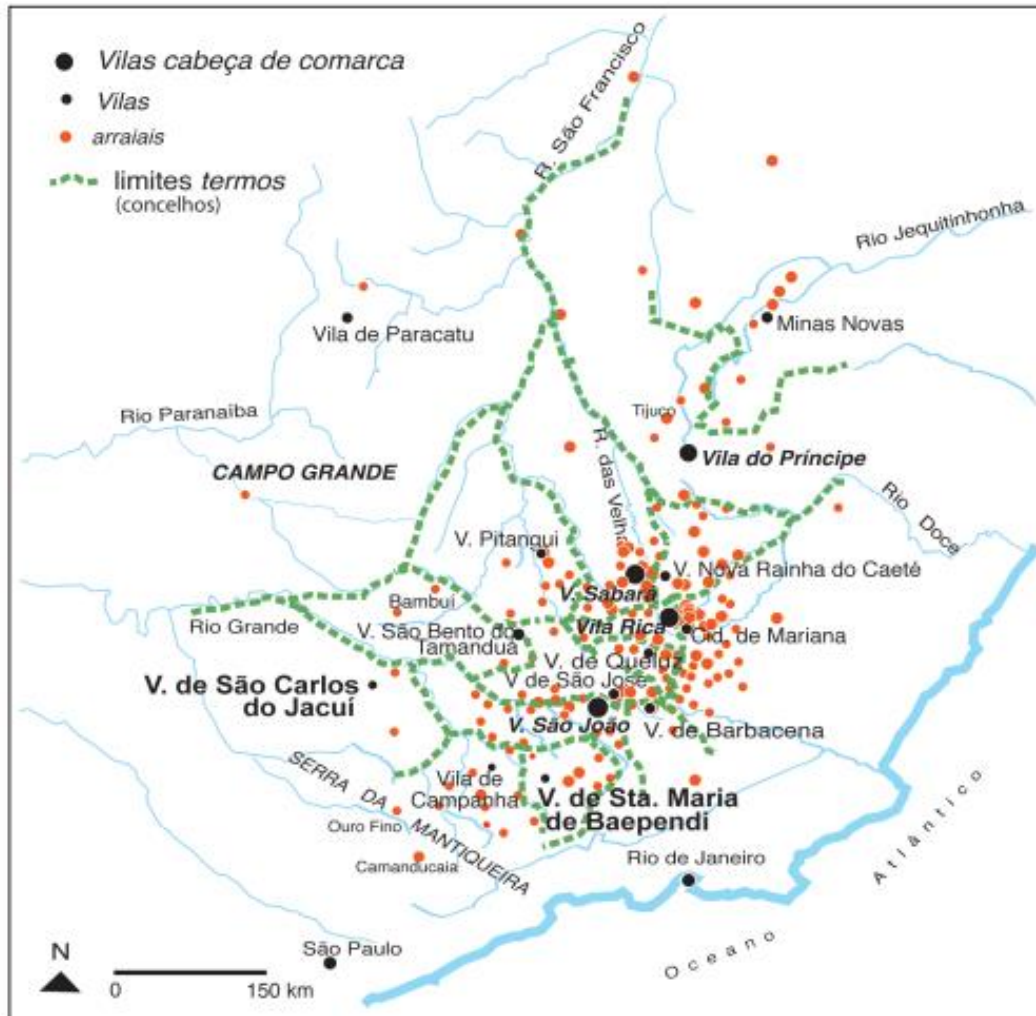 Vilas cabeça de comarca
Vilas
arraiais
limites termos
(concelhos)
R. São Francisco
Rio Jequitinhonha
Minas Novas
Vila de Paracatu
Rio Paranaíba
Tijuco
CAMPO GRANDE
Vila do Príncipe
R. das Velha
Rio Doce
V. Pitangui
V. Nova Rainha do Caeté
V. Sabará
Bambuí
Vila Rica
Rio Grande
V. São Bento do
Tamanduá
Cid. de Mariana
V. de Queluz
V de São José
V. de São Carlos
do Jacuí
V. São João
V. de Barbacena
SERRA DA MANTIQUEIRA
Vila de
Campanha
V. de Sta. Maria
de Baependí
Ouro Fino
Camanducaia
Rio de Janeiro
Oceano Atlântico
São Paulo
N
0 150 km